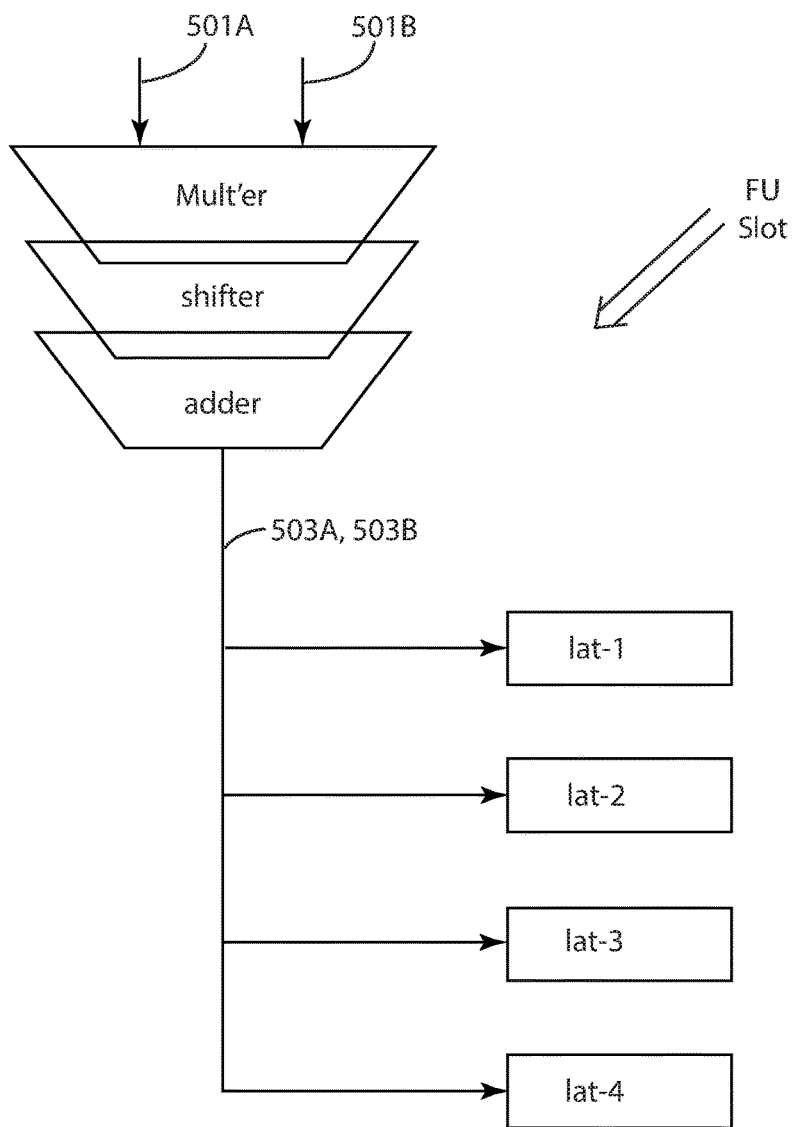 501A
501B
Mult'er
FU
Slot
shifter
adder
503A, 503B
lat-1
lat-2
lat-3
lat-4